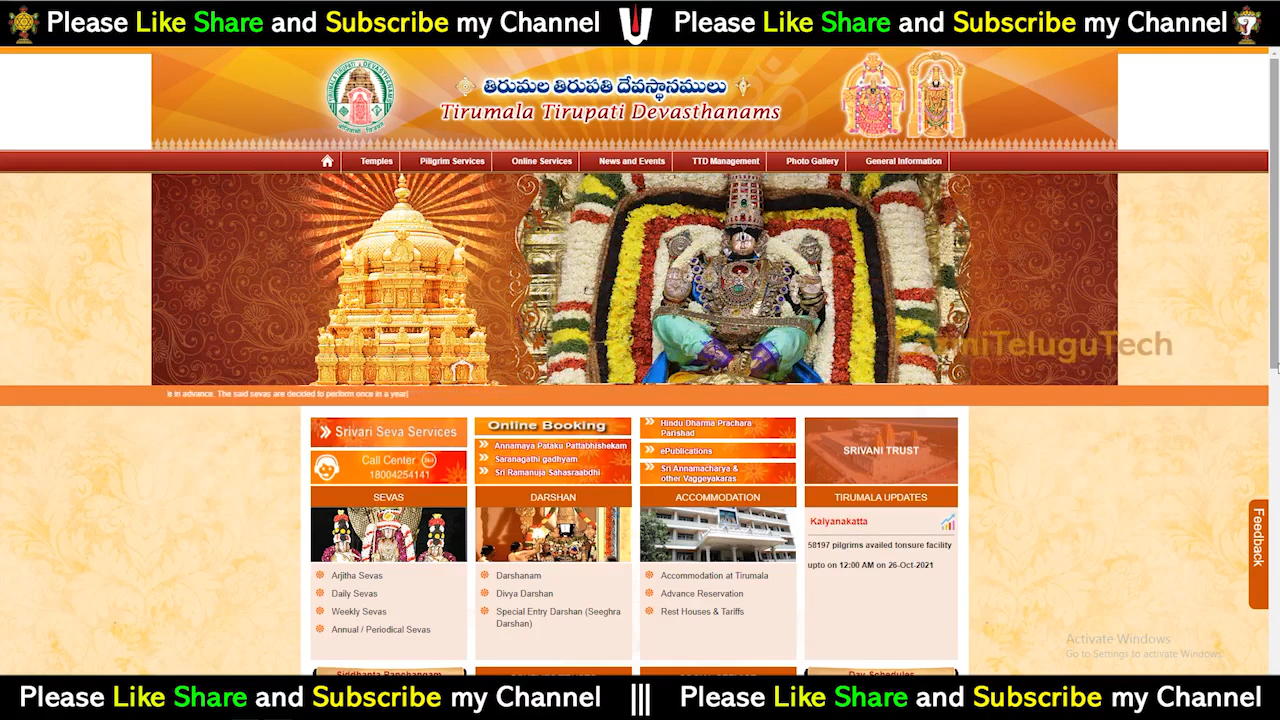 Please Like Share and Subscribe my Channel
Please Like Share and Subscribe my Channel
తిరుమల తిరుపతి దేవస్థానములు
Tirumala Tirupati Devasthanams
Temples
Piligrim Services
Online Services
News and Events
TTD Management
Photo Gallery
General Information
TeluguTech
in advance. The said sevas are decided to perform once in a year
Srivari Seva Services
Call Center
18004254141
Online Booking
Annamaya Pataku Pattabhishekam
Saranagathi gadhyam
Sri Ramanuja Sahasraabdhi
Hindu Dharma Prachara
Parishad
ePublications
Sri Annamacharya &
other Vaggeyakaras
SRIVANI TRUST
SEVAS
Arjitha Sevas
Daily Sevas
Weekly Sevas
Annual / Periodical Sevas
DARSHAN
Darshanam
Divya Darshan
Special Entry Darshan (Seeghra
Darshan)
ACCOMMODATION
Accommodation at Tirumala
Advance Reservation
Rest Houses & Tariffs
TIRUMALA UPDATES
Kalyanakatta
58197 pilgrims availed tonsure facility
upto on 12:00 AM on 26-Oct-2021
Feedback
Activate Windows
Go to Settings to activate Windows.
Siddhanta Panchangam
Day Schedules
Please Like Share and Subscribe my Channel
|||
Please Like Share and Subscribe my Channel